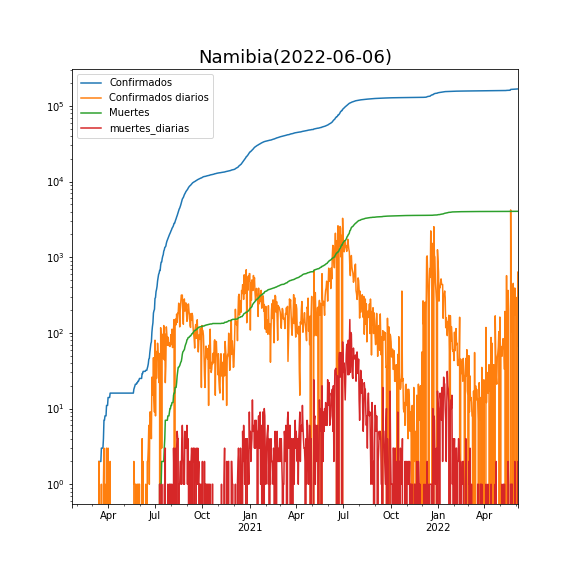 Namibia(2022-06-06)
Confirmados
Confirmados diarios
Muertes
muertes_diarias
10^5
10^4
10^3
10^2
10^1
10^0
Apr Jul Oct Jan Apr Jul Oct Jan Apr
2021 2022